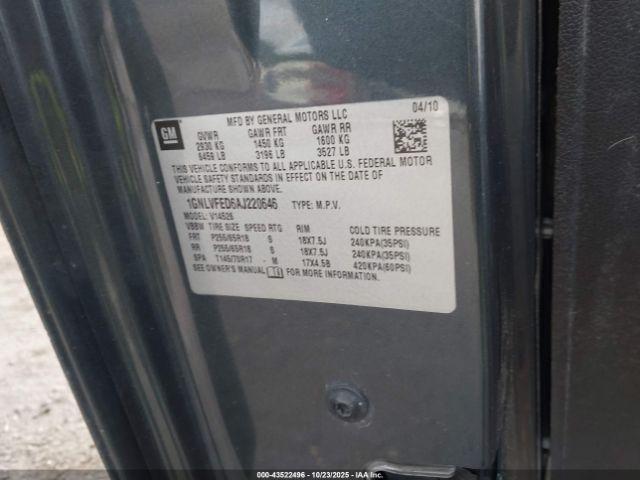 GM
MFD BY GENERAL MOTORS LLC 04/10
GVWR GAWR FRT GAWR RR
2930 KG 1450 KG 1600 KG
6459 LB 3196 LB 3527 LB
THIS VEHICLE CONFORMS TO ALL APPLICABLE U.S. FEDERAL MOTOR
VEHICLE SAFETY STANDARDS IN EFFECT ON THE DATE OF
MANUFACTURE SHOWN ABOVE.
1GNLVFED6AJ220646 TYPE: M.P.V.
MODEL: V14526
VBBW TIRE SIZE SPEED RTG RIM COLD TIRE PRESSURE
FRT P255/65R18 S 18X7.5J 240KPA(35PSI)
RR P255/65R18 S 18X7.5J 240KPA(35PSI)
SPA T145/70R17 - M 17X4.5B 420KPA(60PSI)
SEE OWNER'S MANUAL FOR MORE INFORMATION.
000-43522496 - 10/23/2025 - IAA Vehicle